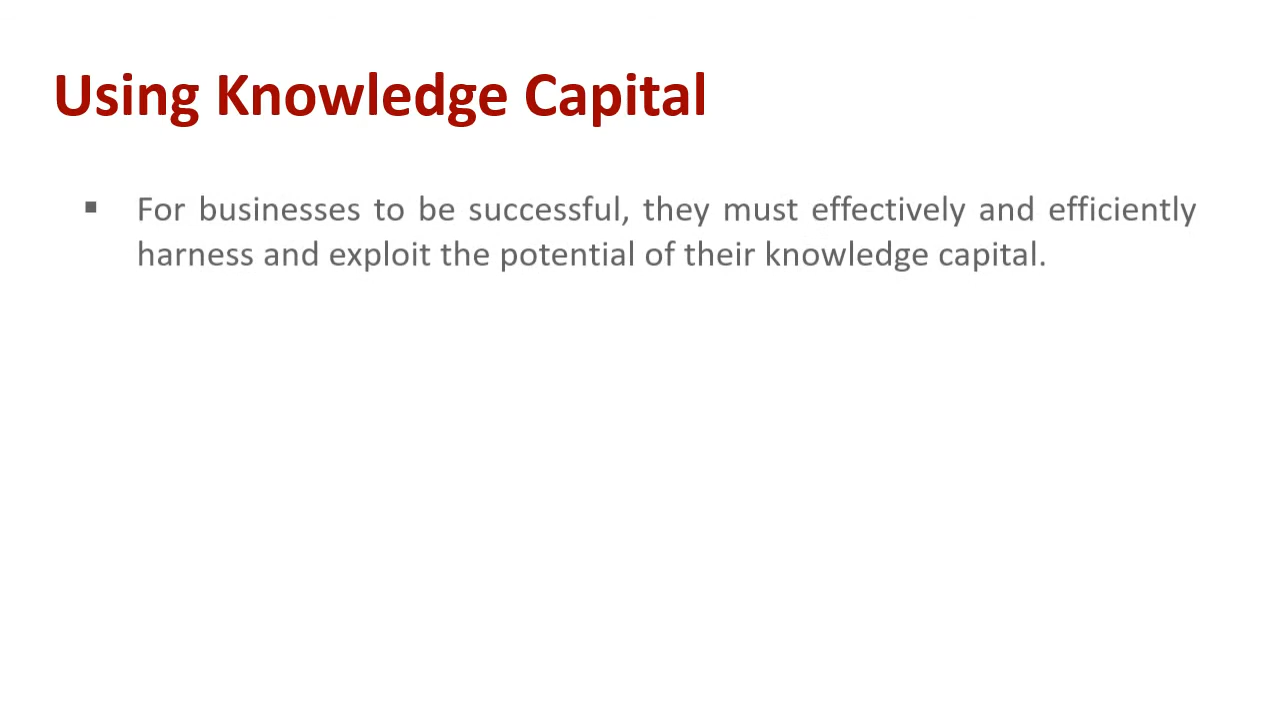 Using Knowledge Capital
▪ For businesses to be successful, they must effectively and efficiently
harness and exploit the potential of their knowledge capital.